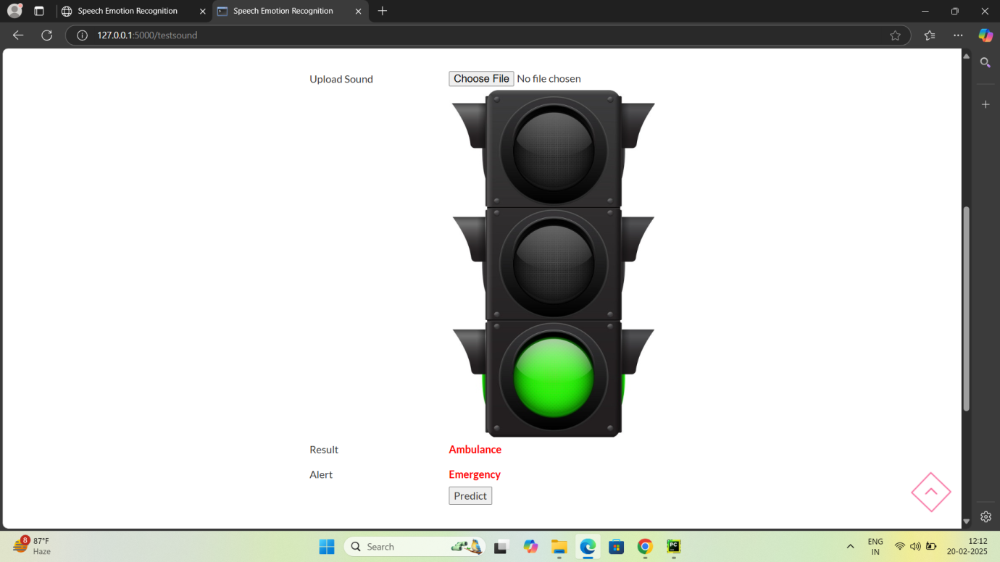 Speech Emotion Recognition
Speech Emotion Recognition
127.0.0.1:5000/testsound
Upload Sound Choose File No file chosen
Result Ambulance
Alert Emergency
Predict
8
87°F
Haze
Search
PC
ENG
IN
12:12
20-02-2025